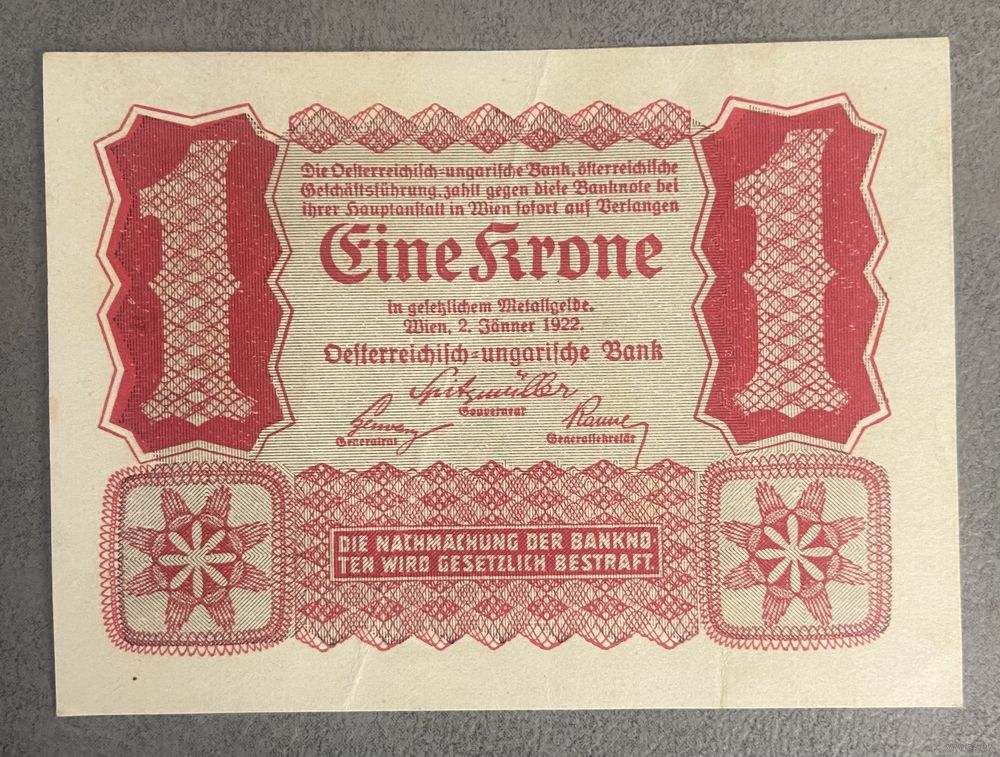 1
1
Die Oesterreichisch-ungarische Bank, österreichische
Geschäftsführung, zahlt gegen diese Banknote bei
ihrer Hauptanstalt in Wien sofort auf Verlangen
Eine Krone
in gesetzlichem Metallgelde.
Wien, 2. Jänner 1922.
Oesterreichisch-ungarische Bank
Spitzmüller
Gouverneur
Generalrat
Generalsekretär
DIE NACHMACHUNG DER BANKNO-
TEN WIRD GESETZLICH BESTRAFT.